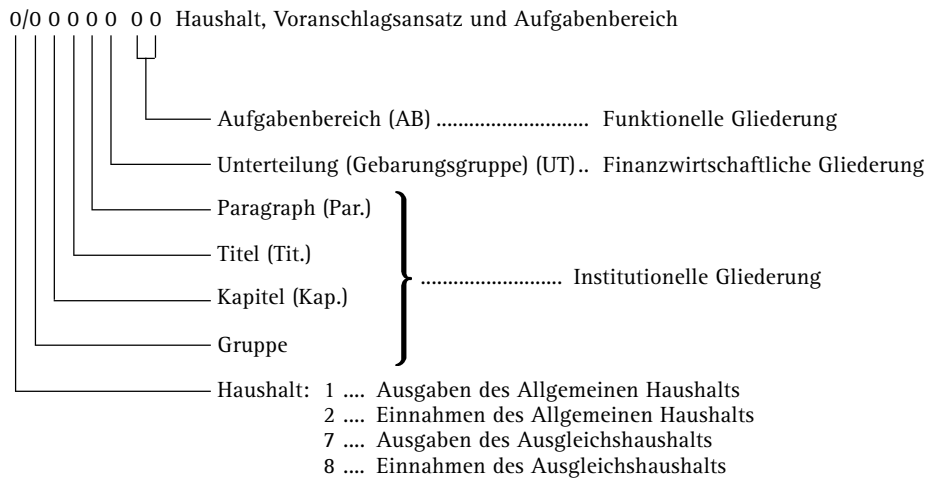 0/0 0 0 0 0 0 0 Haushalt, Voranschlagsansatz und Aufgabenbereich
Aufgabenbereich (AB) ............................ Funktionelle Gliederung
Unterteilung (Gebarungsgruppe) (UT) .. Finanzwirtschaftliche Gliederung
Paragraph (Par.)
Titel (Tit.)
.......................... Institutionelle Gliederung
Kapitel (Kap.)
Gruppe
Haushalt: 1 .... Ausgaben des Allgemeinen Haushalts
2 .... Einnahmen des Allgemeinen Haushalts
7 .... Ausgaben des Ausgleichshaushalts
8 .... Einnahmen des Ausgleichshaushalts